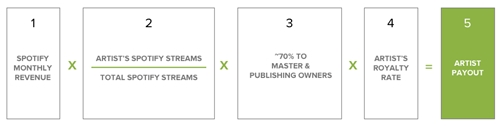 1
SPOTIFY
MONTHLY
REVENUE
X
2
ARTIST'S SPOTIFY STREAMS
TOTAL SPOTIFY STREAMS
X
3
~70% TO
MASTER &
PUBLISHING OWNERS
X
4
ARTIST'S
ROYALTY
RATE
=
5
ARTIST
PAYOUT